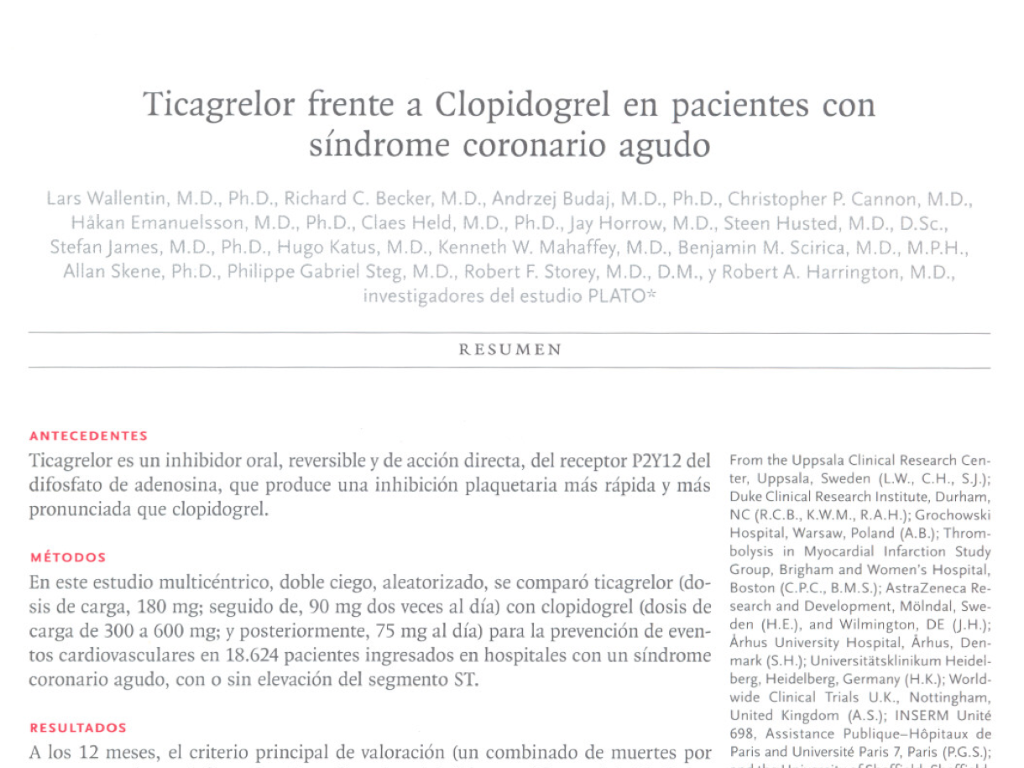 Ticagrelor frente a Clopidogrel en pacientes con
síndrome coronario agudo
Lars Wallentin, M.D., Ph.D., Richard C. Becker, M.D., Andrzej Budaj, M.D., Ph.D., Christopher P. Cannon, M.D.,
Håkan Emanuelsson, M.D., Ph.D., Claes Held, M.D., Ph.D., Jay Horrow, M.D., Steen Husted, M.D., D.Sc.,
Stefan James, M.D., Ph.D., Hugo Katus, M.D., Kenneth W. Mahaffey, M.D., Benjamin M. Scirica, M.D., M.P.H.,
Allan Skene, Ph.D., Philippe Gabriel Steg, M.D., Robert F. Storey, M.D., D.M., y Robert A. Harrington, M.D.,
investigadores del estudio PLATO*
RESUMEN
ANTECEDENTES
Ticagrelor es un inhibidor oral, reversible y de acción directa, del receptor P2Y12 del
difosfato de adenosina, que produce una inhibición plaquetaria más rápida y más
pronunciada que clopidogrel.
MÉTODOS
En este estudio multicéntrico, doble ciego, aleatorizado, se comparó ticagrelor (do-
sis de carga, 180 mg; seguido de, 90 mg dos veces al día) con clopidogrel (dosis de
carga de 300 a 600 mg; y posteriormente, 75 mg al día) para la prevención de even-
tos cardiovasculares en 18.624 pacientes ingresados en hospitales con un síndrome
coronario agudo, con o sin elevación del segmento ST.
RESULTADOS
A los 12 meses, el criterio principal de valoración (un combinado de muertes por
From the Uppsala Clinical Research Cen-
ter, Uppsala, Sweden (L.W., C.H., S.J.);
Duke Clinical Research Institute, Durham,
NC (R.C.B., K.W.M., R.A.H.); Grochowski
Hospital, Warsaw, Poland (A.B.); Throm-
bolysis in Myocardial Infarction Study
Group, Brigham and Women's Hospital,
Boston (C.P.C., B.M.S.); AstraZeneca Re-
search and Development, Mölndal, Swe-
den (H.E.), and Wilmington, DE (J.H.);
Århus University Hospital, Århus, Den-
mark (S.H.); Universitätsklinikum Heidel-
berg, Heidelberg, Germany (H.K.); World-
wide Clinical Trials U.K., Nottingham,
United Kingdom (A.S.); INSERM Unité
698, Assistance Publique–Hôpitaux de
Paris and Université Paris 7, Paris (P.G.S.);